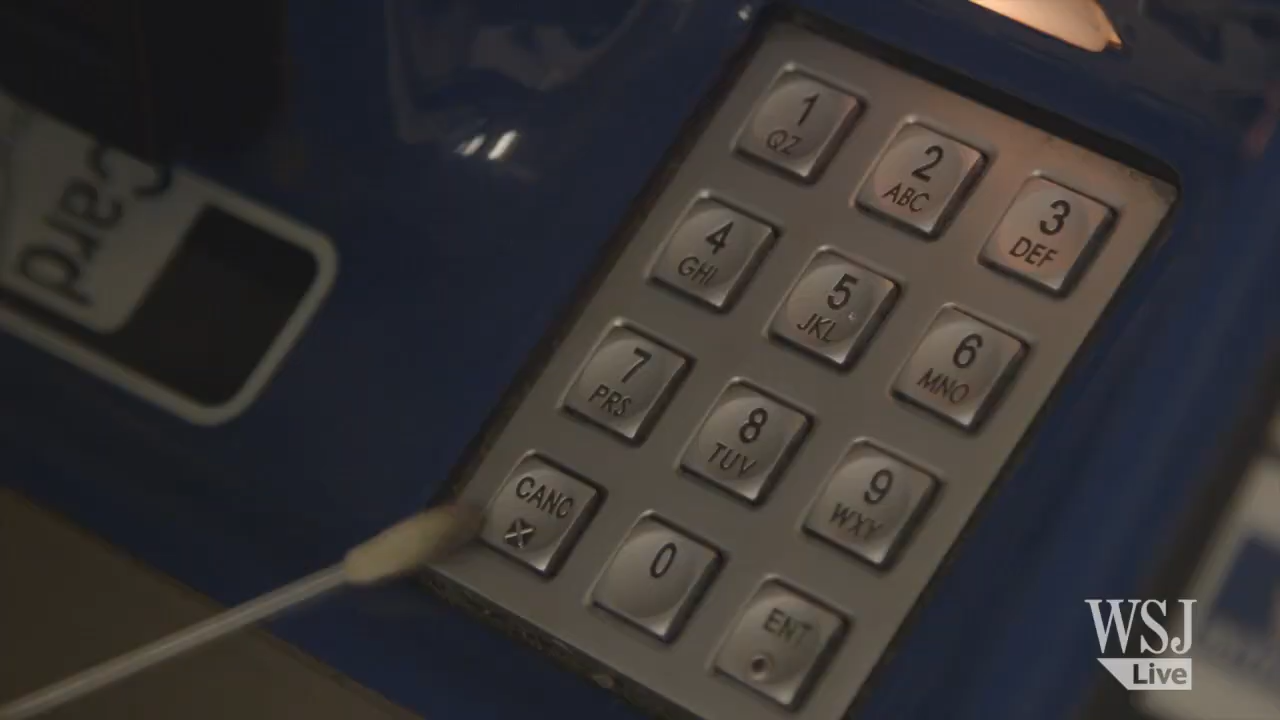 Card
1
QZ
2
ABC
3
DEF
4
GHI
5
JKL
6
MNO
7
PRS
8
TUV
9
WXY
CANC
0
ENT
WSJ
Live